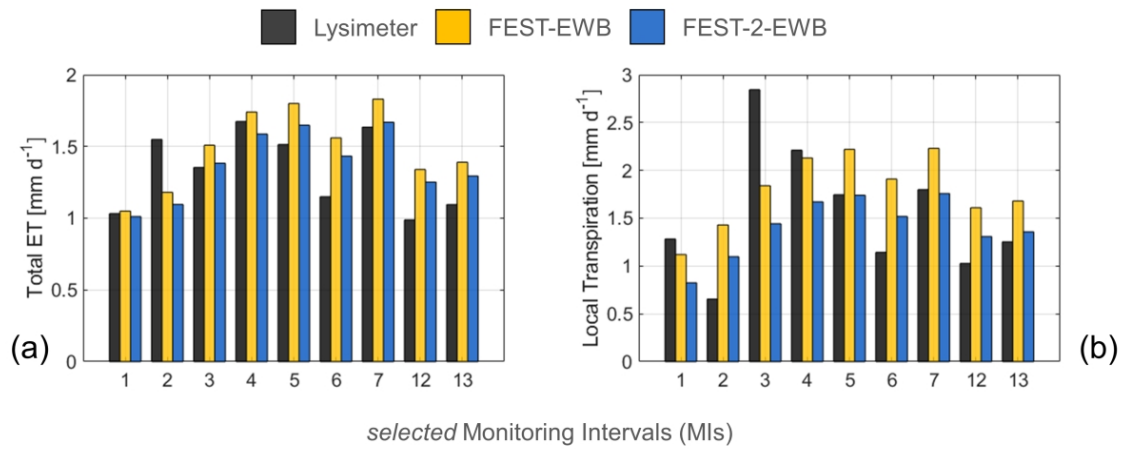 Lysimeter FEST-EWB FEST-2-EWB
Total ET [mm d⁻¹]
2
1.5
1
0.5
0
1 2 3 4 5 6 7 12 13
(a)
Local Transpiration [mm d⁻¹]
3
2.5
2
1.5
1
0.5
0
1 2 3 4 5 6 7 12 13
(b)
selected Monitoring Intervals (MIs)